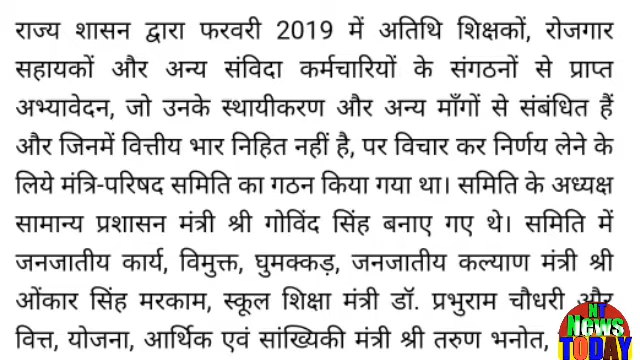 राज्य शासन द्वारा फरवरी 2019 में अतिथि शिक्षकों, रोजगार
सहायकों और अन्य संविदा कर्मचारियों के संगठनों से प्राप्त
अभ्यावेदन, जो उनके स्थायीकरण और अन्य माँगों से संबंधित हैं
और जिनमें वित्तीय भार निहित नहीं है, पर विचार कर निर्णय लेने के
लिये मंत्रि-परिषद समिति का गठन किया गया था। समिति के अध्यक्ष
सामान्य प्रशासन मंत्री श्री गोविंद सिंह बनाए गए थे। समिति में
जनजातीय कार्य, विमुक्त, घुमक्कड़, जनजातीय कल्याण मंत्री श्री
ओंकार सिंह मरकाम, स्कूल शिक्षा मंत्री डॉ. प्रभुराम चौधरी और
वित्त, योजना, आर्थिक एवं सांख्यिकी मंत्री श्री तरुण भनोत,
NT
News
TODAY